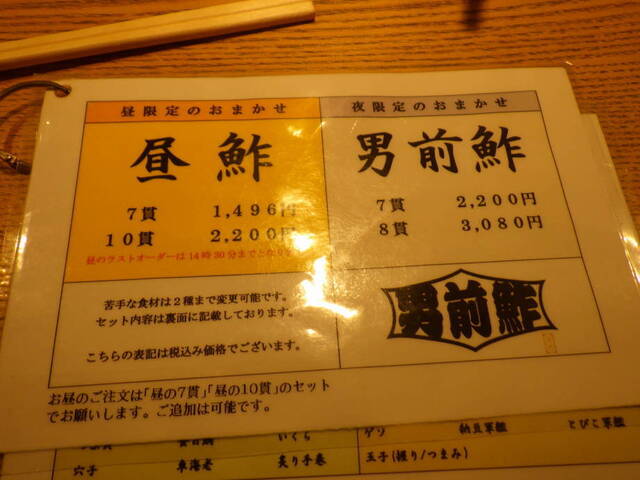 昼限定のおまかせ
昼鮓
7貫 1,496円
10貫 2,200円
昼のラストオーダーは14時30分までとなりま
夜限定のおまかせ
男前鮓
7貫 2,200円
8貫 3,080円
苦手な食材は2種まで変更可能です。
セット内容は裏面に記載しております。
こちらの表記は税込み価格でございます。
男前鮓
お昼のご注文は「昼の7貫」「昼の10貫」のセット
でお願いします。ご追加は可能です。
いくら ゲソ 納豆軍艦 とびこ軍艦
穴子 車海老 炙り手巻 玉子(握り/つまみ)